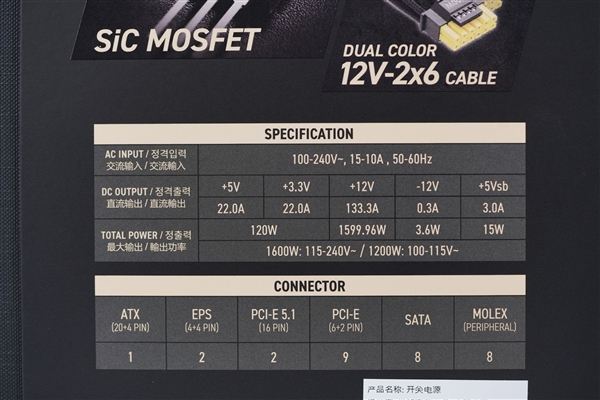 SiC MOSFET
DUAL COLOR
12V-2x6 CABLE
SPECIFICATION
AC INPUT / 정격입력
交流输入 / 交流輸入
100-240V~, 15-10A , 50-60Hz
DC OUTPUT / 정격출력
直流输出 / 直流輸出
+5V +3.3V +12V -12V +5Vsb
22.0A 22.0A 133.3A 0.3A 3.0A
TOTAL POWER / 정출력
最大输出 / 輸出功率
120W 1599.96W 3.6W 15W
1600W: 115-240V~ / 1200W: 100-115V~
CONNECTOR
ATX EPS PCI-E 5.1 PCI-E SATA MOLEX
(20+4 PIN) (4+4 PIN) (16 PIN) (6+2 PIN) (PERIPHERAL)
1 2 2 9 8 8
产品名称: 开关电源